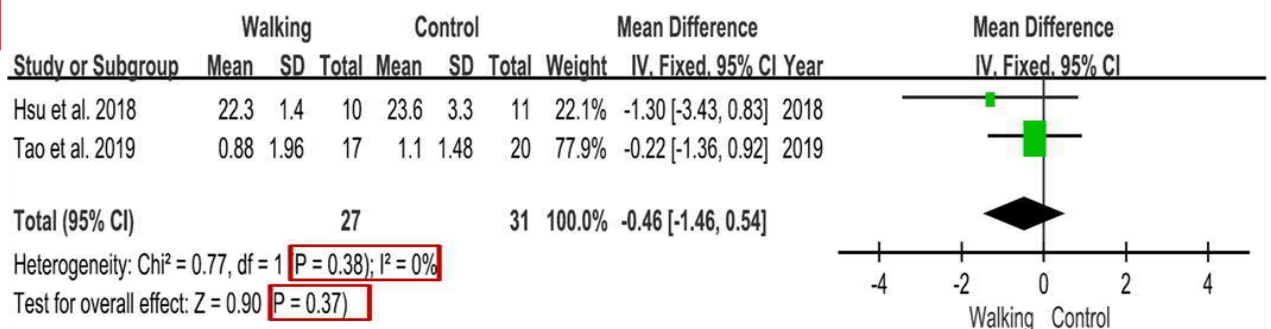 Walking Control Mean Difference Mean Difference
Study or Subgroup Mean SD Total Mean SD Total Weight IV, Fixed, 95% CI Year IV, Fixed, 95% CI
Hsu et al. 2018 22.3 1.4 10 23.6 3.3 11 22.1% -1.30 [-3.43, 0.83] 2018
Tao et al. 2019 0.88 1.96 17 1.1 1.48 20 77.9% -0.22 [-1.36, 0.92] 2019
Total (95% CI) 27 31 100.0% -0.46 [-1.46, 0.54]
Heterogeneity: Chi² = 0.77, df = 1 (P = 0.38); I² = 0%
Test for overall effect: Z = 0.90 (P = 0.37)
-4 -2 0 2 4
Walking Control